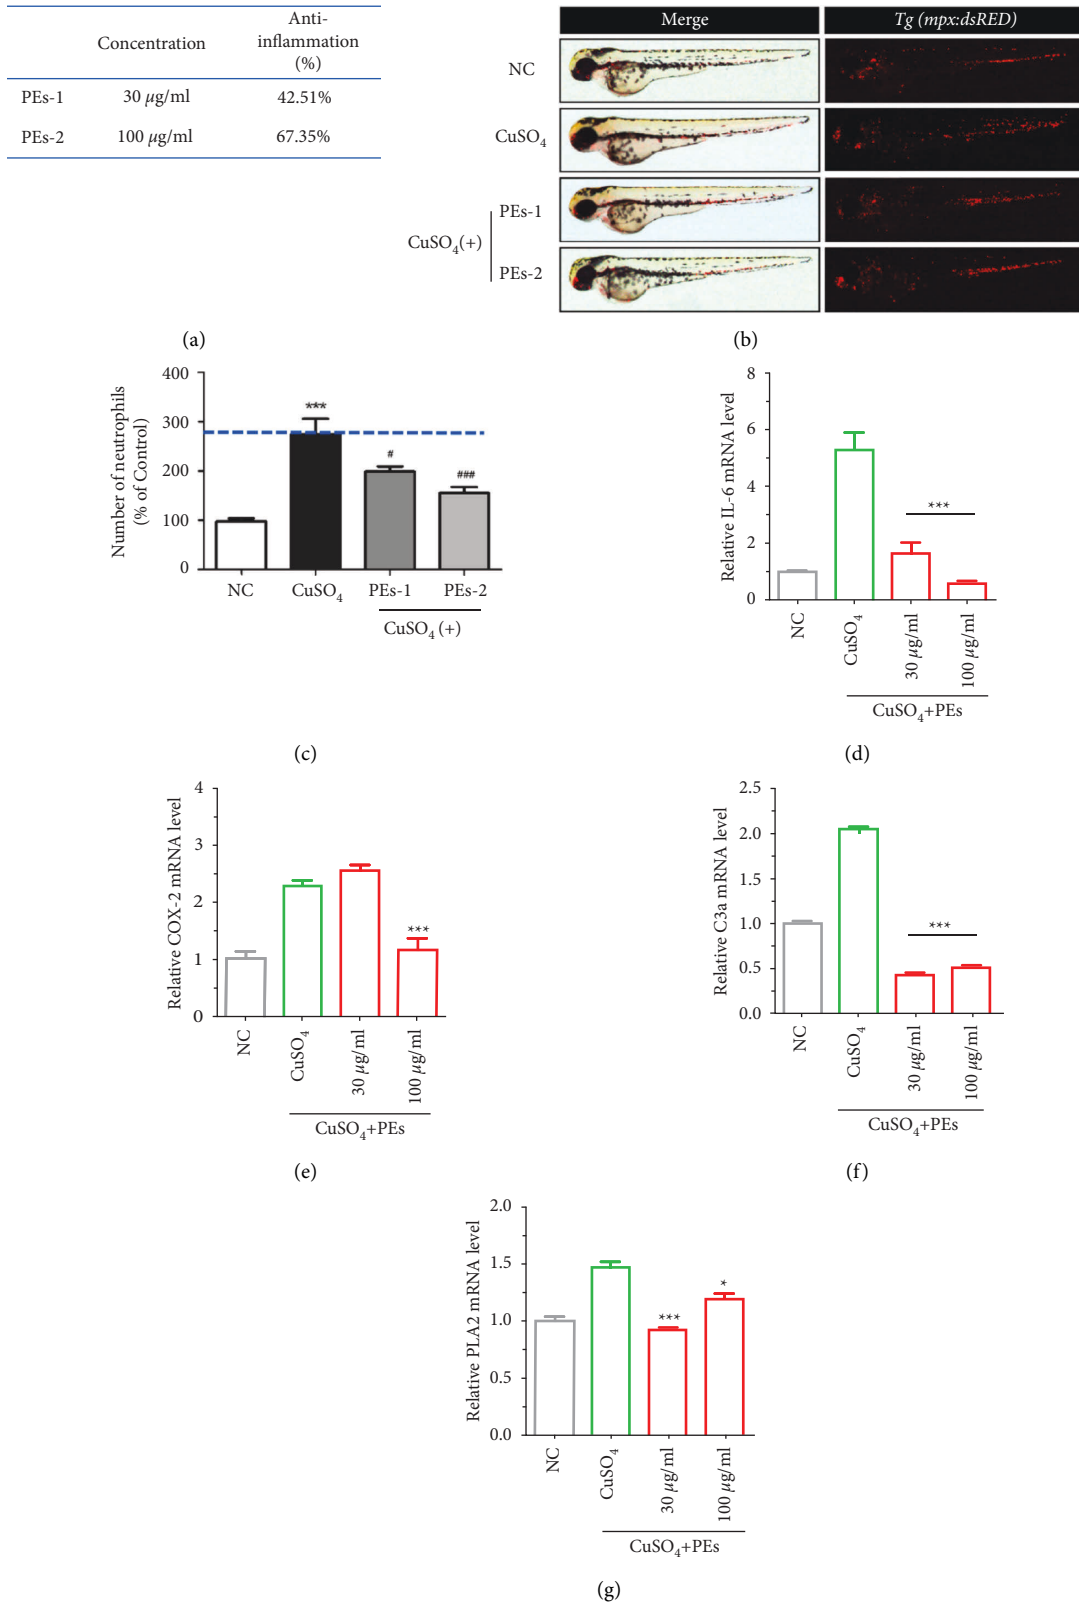 Concentration Anti-inflammation (%)
PEs-1 30 µg/ml 42.51%
PEs-2 100 µg/ml 67.35%
(a)
Merge Tg (mpx:dsRED)
NC
CuSO4
PEs-1
CuSO4(+)
PEs-2
(b)
Number of neutrophils
(% of Control)
400
300
200
100
0
***
#
###
NC CuSO4 PEs-1 PEs-2
CuSO4 (+)
(c)
Relative IL-6 mRNA level
8
6
4
2
0
***
NC
CuSO4
30 µg/ml
100 µg/ml
CuSO4+PEs
(d)
Relative COX-2 mRNA level
4
3
2
1
0
***
NC
CuSO4
30 µg/ml
100 µg/ml
CuSO4+PEs
(e)
Relative C3a mRNA level
2.5
2.0
1.5
1.0
0.5
0.0
***
NC
CuSO4
30 µg/ml
100 µg/ml
CuSO4+PEs
(f)
Relative PLA2 mRNA level
2.0
1.5
1.0
0.5
0.0
***
*
NC
CuSO4
30 µg/ml
100 µg/ml
CuSO4+PEs
(g)